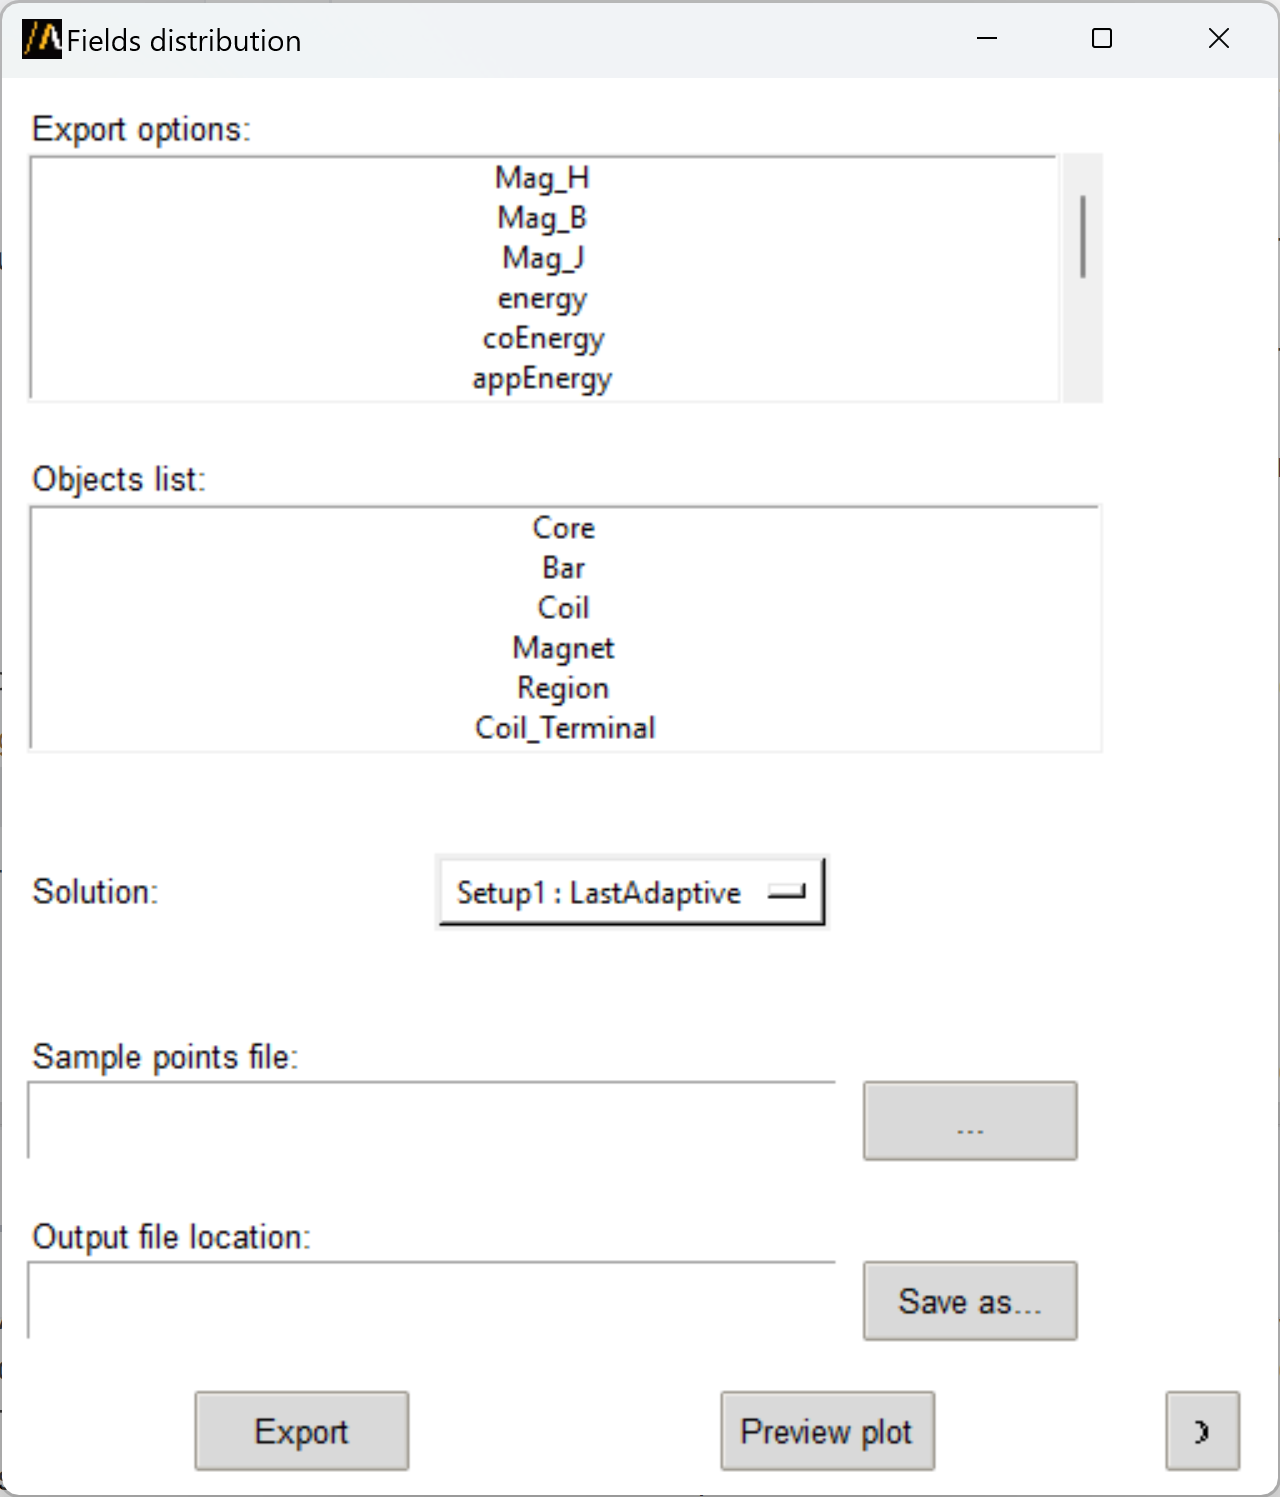 Fields distribution
Export options:
Mag_H
Mag_B
Mag_J
energy
coEnergy
appEnergy
Objects list:
Core
Bar
Coil
Magnet
Region
Coil_Terminal
Solution:
Setup1 : LastAdaptive
Sample points file:
...
Output file location:
Save as...
Export
Preview plot